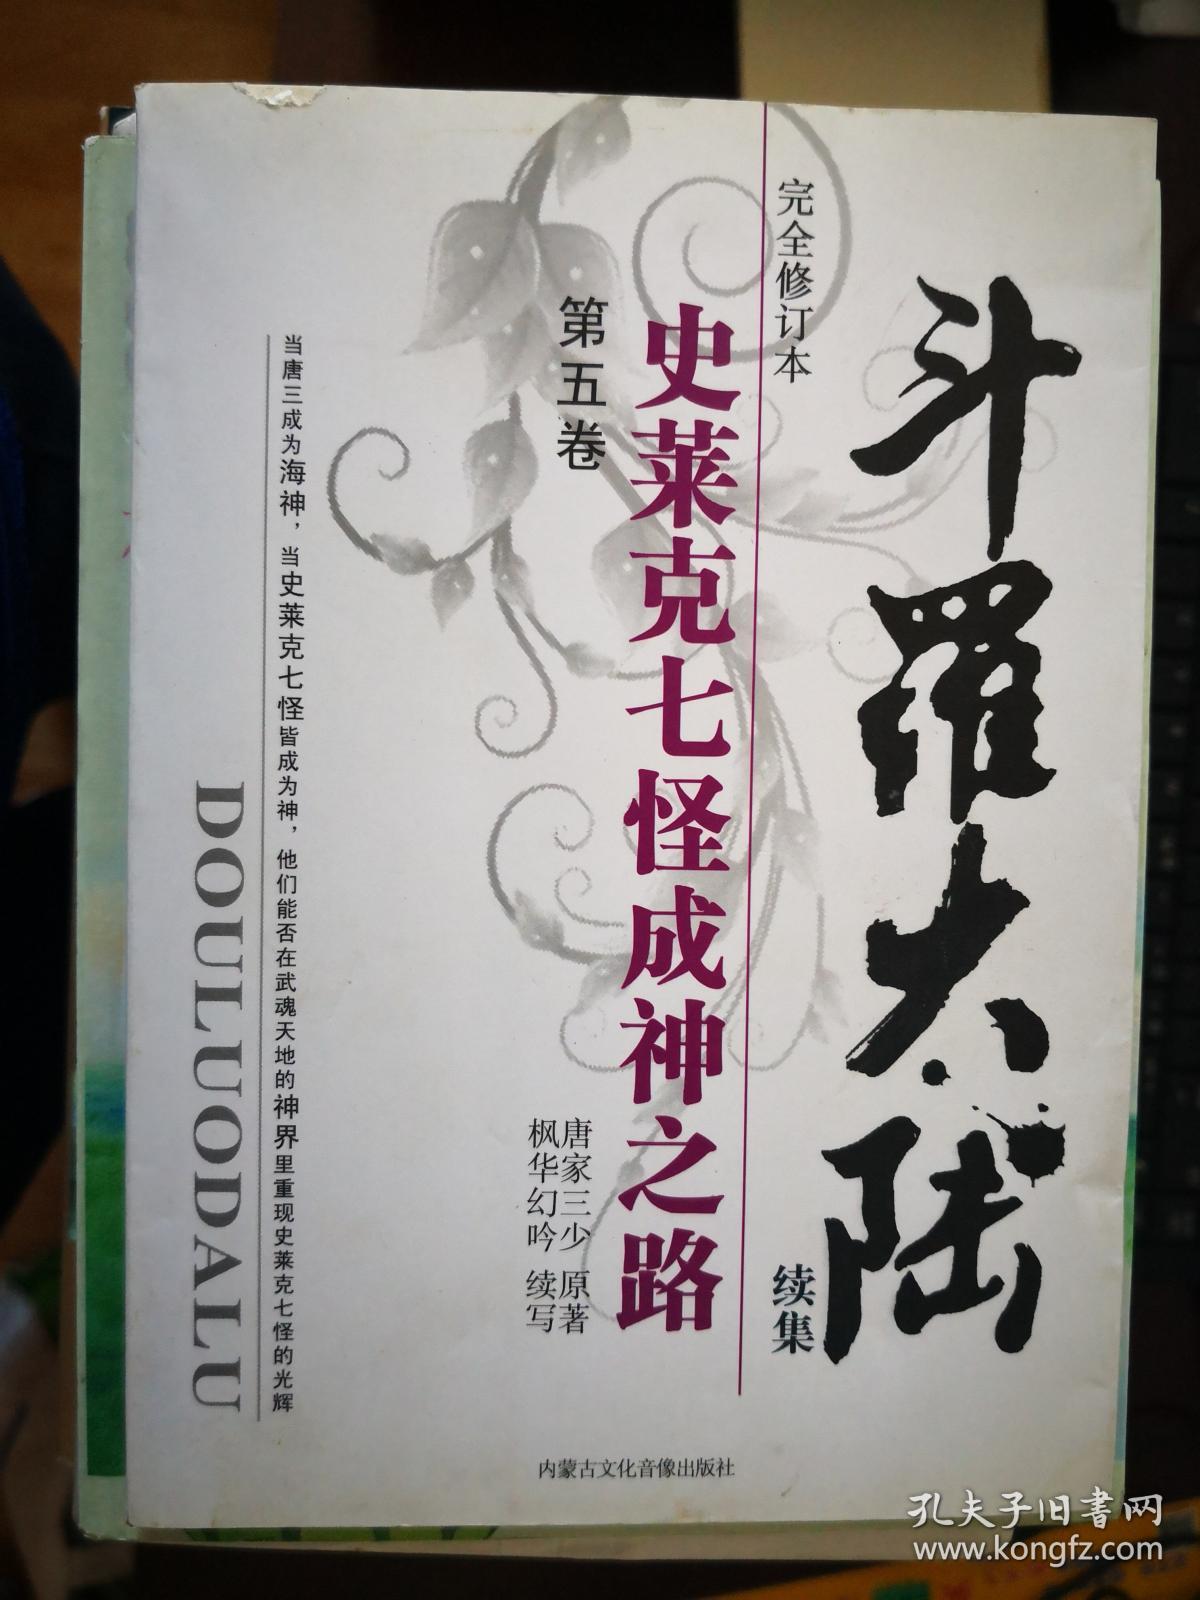 斗罗大陆
续集
完全修订本
史莱克七怪成神之路
第五卷
唐家三少 原著
枫华幻吟 续写
当唐三成为海神，当史莱克七怪皆成为神，他们能否在武魂天地的神界里重现史莱克七怪的光辉
DOULUODALU
内蒙古文化音像出版社
孔夫子旧书网
www.kongfz.com